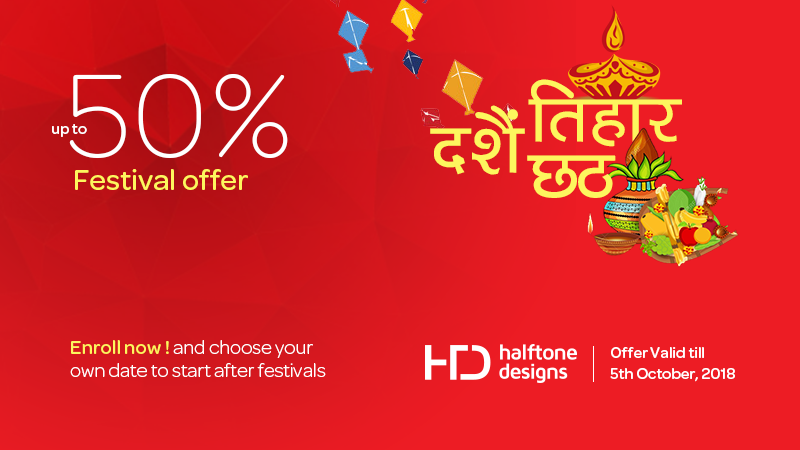 up to 50%
Festival offer
दशैं तिहार
छठ
Enroll now ! and choose your
own date to start after festivals
HD halftone
designs
Offer Valid till
5th October, 2018